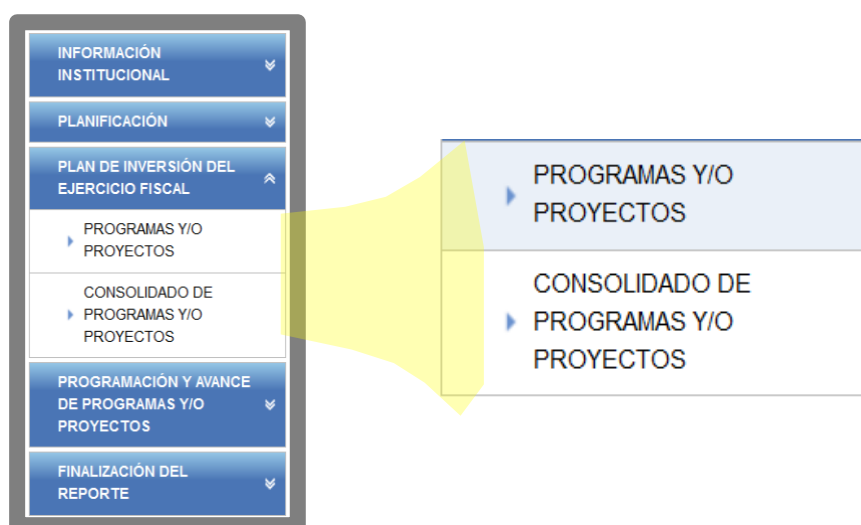 INFORMACIÓN
INSTITUCIONAL
PLANIFICACIÓN
PLAN DE INVERSIÓN DEL
EJERCICIO FISCAL
PROGRAMAS Y/O
PROYECTOS
CONSOLIDADO DE
PROGRAMAS Y/O
PROYECTOS
PROGRAMACIÓN Y AVANCE
DE PROGRAMAS Y/O
PROYECTOS
FINALIZACIÓN DEL
REPORTE
PROGRAMAS Y/O
PROYECTOS
CONSOLIDADO DE
PROGRAMAS Y/O
PROYECTOS